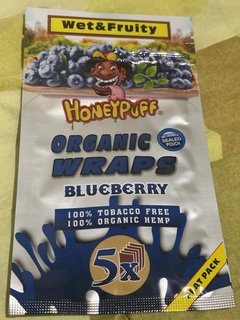 Wet&Fruity
HONEYPUFF
ORGANIC
SEALED
POUCH
WRAPS
BLUEBERRY
100% TOBACCO FREE
100% ORGANIC HEMP
5X
FLAT PACK